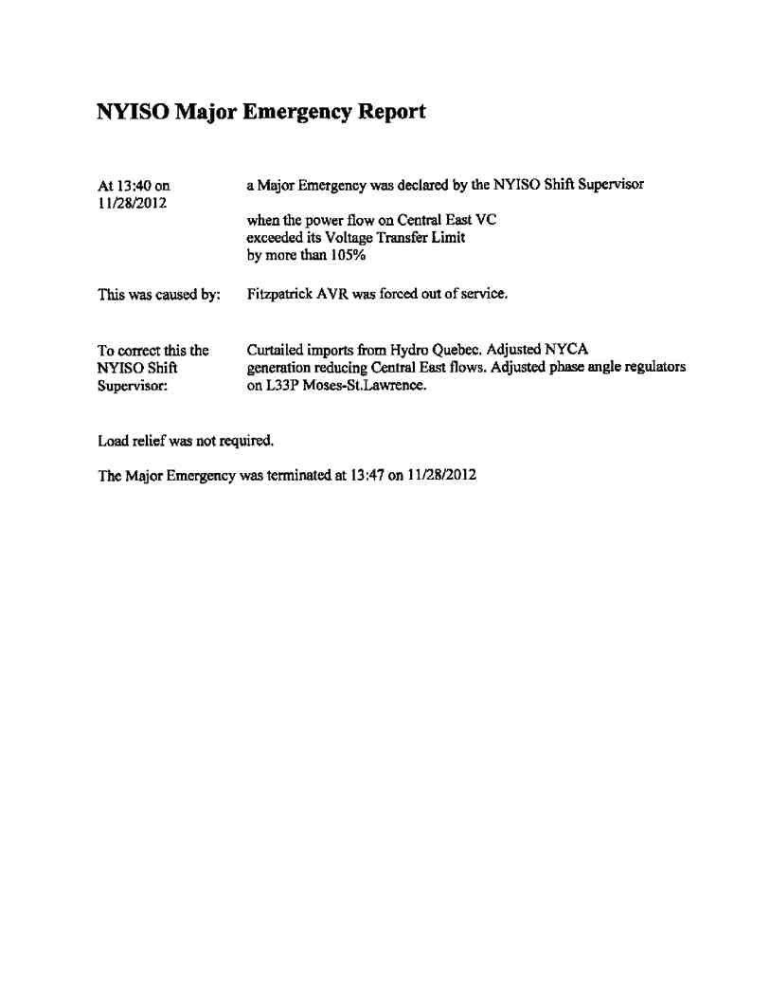 NYISO Major Emergency Report
At 13:40 on
11/28/2012
a Major Emergency was declared by the NYISO Shift Supervisor
when the power flow on Central East VC
exceeded its Voltage Transfer Limit
by more than 105%
This was caused by:
Fitzpatrick AVR was forced out of service.
To correct this the
NYISO Shift
Supervisor:
Curtailed imports from Hydro Quebec. Adjusted NYCA
generation reducing Central East flows. Adjusted phase angle regulators
on L33P Moses-St.Lawrence.
Load relief was not required.
The Major Emergency was terminated at 13:47 on 11/28/2012